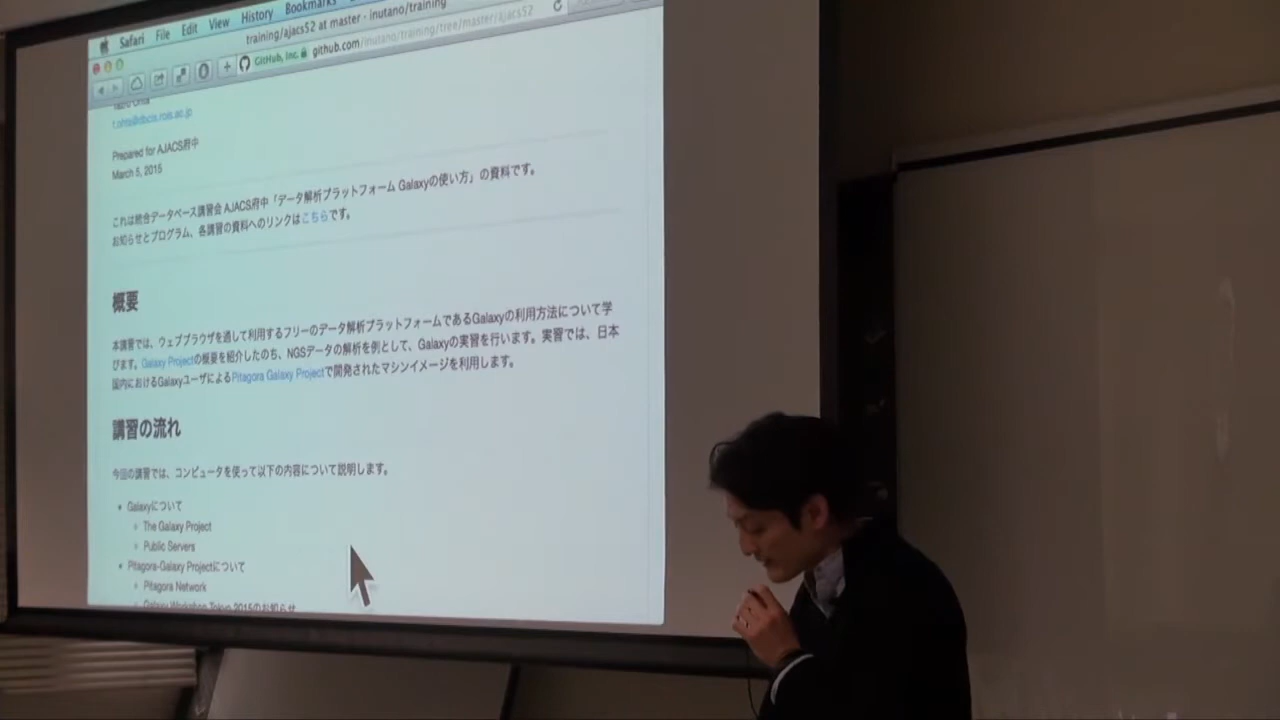 Safari File Edit View History Bookmarks
training/ajacs52 at master · inutano/training
GitHub, Inc. github.com/inutano/training/tree/master/ajacs52
t.ohta@dbcls.rois.ac.jp
Prepared for AJACS府中
March 5, 2015
これは統合データベース講習会 AJACS府中「データ解析プラットフォーム Galaxyの使い方」の資料です。
お知らせとプログラム、各講習の資料へのリンクはこちらです。
概要
本講習では、ウェブブラウザを通して利用するフリーのデータ解析プラットフォームであるGalaxyの利用方法について学
びます。Galaxy Projectの概要を紹介したのち、NGSデータの解析を例として、Galaxyの実習を行います。実習では、日本
国内におけるGalaxyユーザによるPitagora Galaxy Projectで開発されたマシンイメージを利用します。
講習の流れ
今回の講習では、コンピュータを使って以下の内容について説明します。
Galaxyについて
The Galaxy Project
Public Servers
Pitagora-Galaxy Projectについて
Pitagora Network
Galaxy Workshop Tokyo 2015のお知らせ